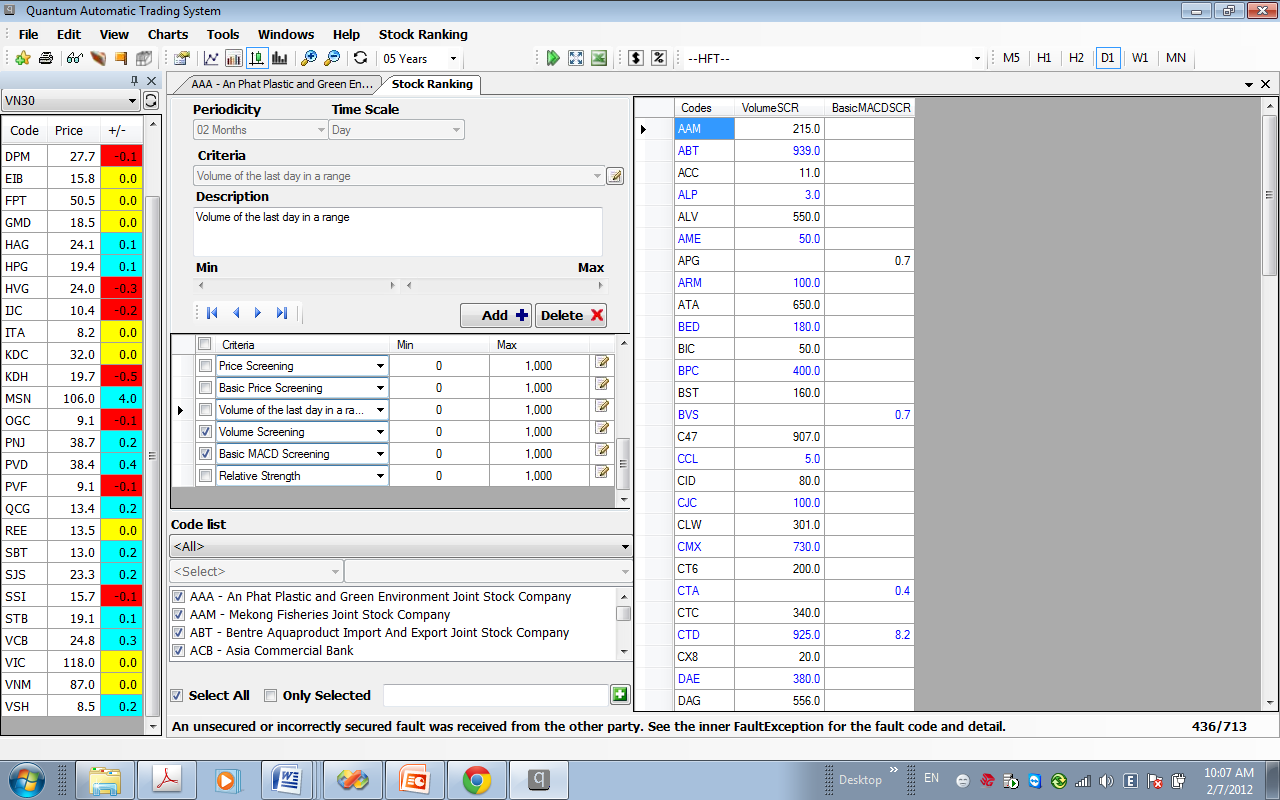 Quantum Automatic Trading System
File Edit View Charts Tools Windows Help Stock Ranking
05 Years --HFT-- M5 H1 H2 D1 W1 MN
AAA - An Phat Plastic and Green En... Stock Ranking
VN30
Code Price +/-
DPM 27.7 -0.1
EIB 15.8 0.0
FPT 50.5 0.0
GMD 18.5 0.0
HAG 24.1 0.1
HPG 19.4 0.1
HVG 24.0 -0.3
IJC 10.4 -0.2
ITA 8.2 0.0
KDC 32.0 0.0
KDH 19.7 -0.5
MSN 106.0 4.0
OGC 9.1 -0.1
PNJ 38.7 0.2
PVD 38.4 0.4
PVF 9.1 -0.1
QCG 13.4 0.2
REE 13.5 0.0
SBT 13.0 0.2
SJS 23.3 0.2
SSI 15.7 -0.1
STB 19.1 0.1
VCB 24.8 0.3
VIC 118.0 0.0
VNM 87.0 0.0
VSH 8.5 0.2
Periodicity Time Scale
02 Months Day
Criteria
Volume of the last day in a range
Description
Volume of the last day in a range
Min Max
Add Delete
Criteria Min Max
Price Screening 0 1,000
Basic Price Screening 0 1,000
Volume of the last day in a ra... 0 1,000
Volume Screening 0 1,000
Basic MACD Screening 0 1,000
Relative Strength 0 1,000
Code list
<All>
<Select>
AAA - An Phat Plastic and Green Environment Joint Stock Company
AAM - Mekong Fisheries Joint Stock Company
ABT - Bentre Aquaproduct Import And Export Joint Stock Company
ACB - Asia Commercial Bank
Select All Only Selected
Codes VolumeSCR BasicMACDSCR
AAM 215.0
ABT 939.0
ACC 11.0
ALP 3.0
ALV 550.0
AME 50.0
APG 0.7
ARM 100.0
ATA 650.0
BED 180.0
BIC 50.0
BPC 400.0
BST 160.0
BVS 0.7
C47 907.0
CCL 5.0
CID 80.0
CJC 100.0
CLW 301.0
CMX 730.0
CT6 200.0
CTA 0.4
CTC 340.0
CTD 925.0 8.2
CX8 20.0
DAE 380.0
DAG 556.0
An unsecured or incorrectly secured fault was received from the other party. See the inner FaultException for the fault code and detail. 436/713
Desktop EN 10:07 AM
2/7/2012